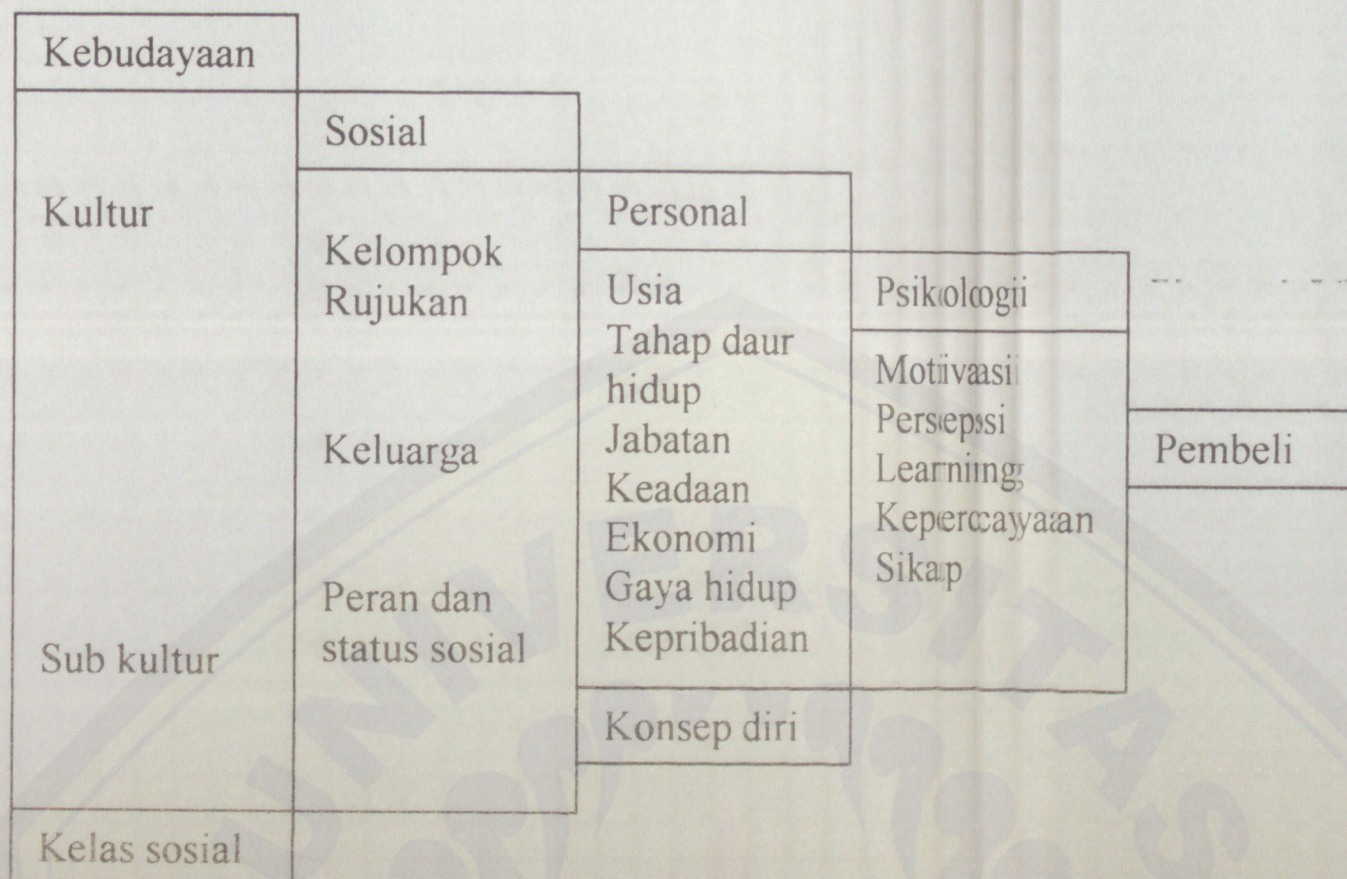 Kebudayaan
Kultur
Sub kultur
Kelas sosial
Sosial
Kelompok
Rujukan
Keluarga
Peran dan
status sosial
Personal
Usia
Tahap daur
hidup
Jabatan
Keadaan
Ekonomi
Gaya hidup
Kepribadian
Konsep diri
Psikologi
Motivasi
Persepsi
Learning
Kepercayaan
Sikap
Pembeli
UNIVERSITAS